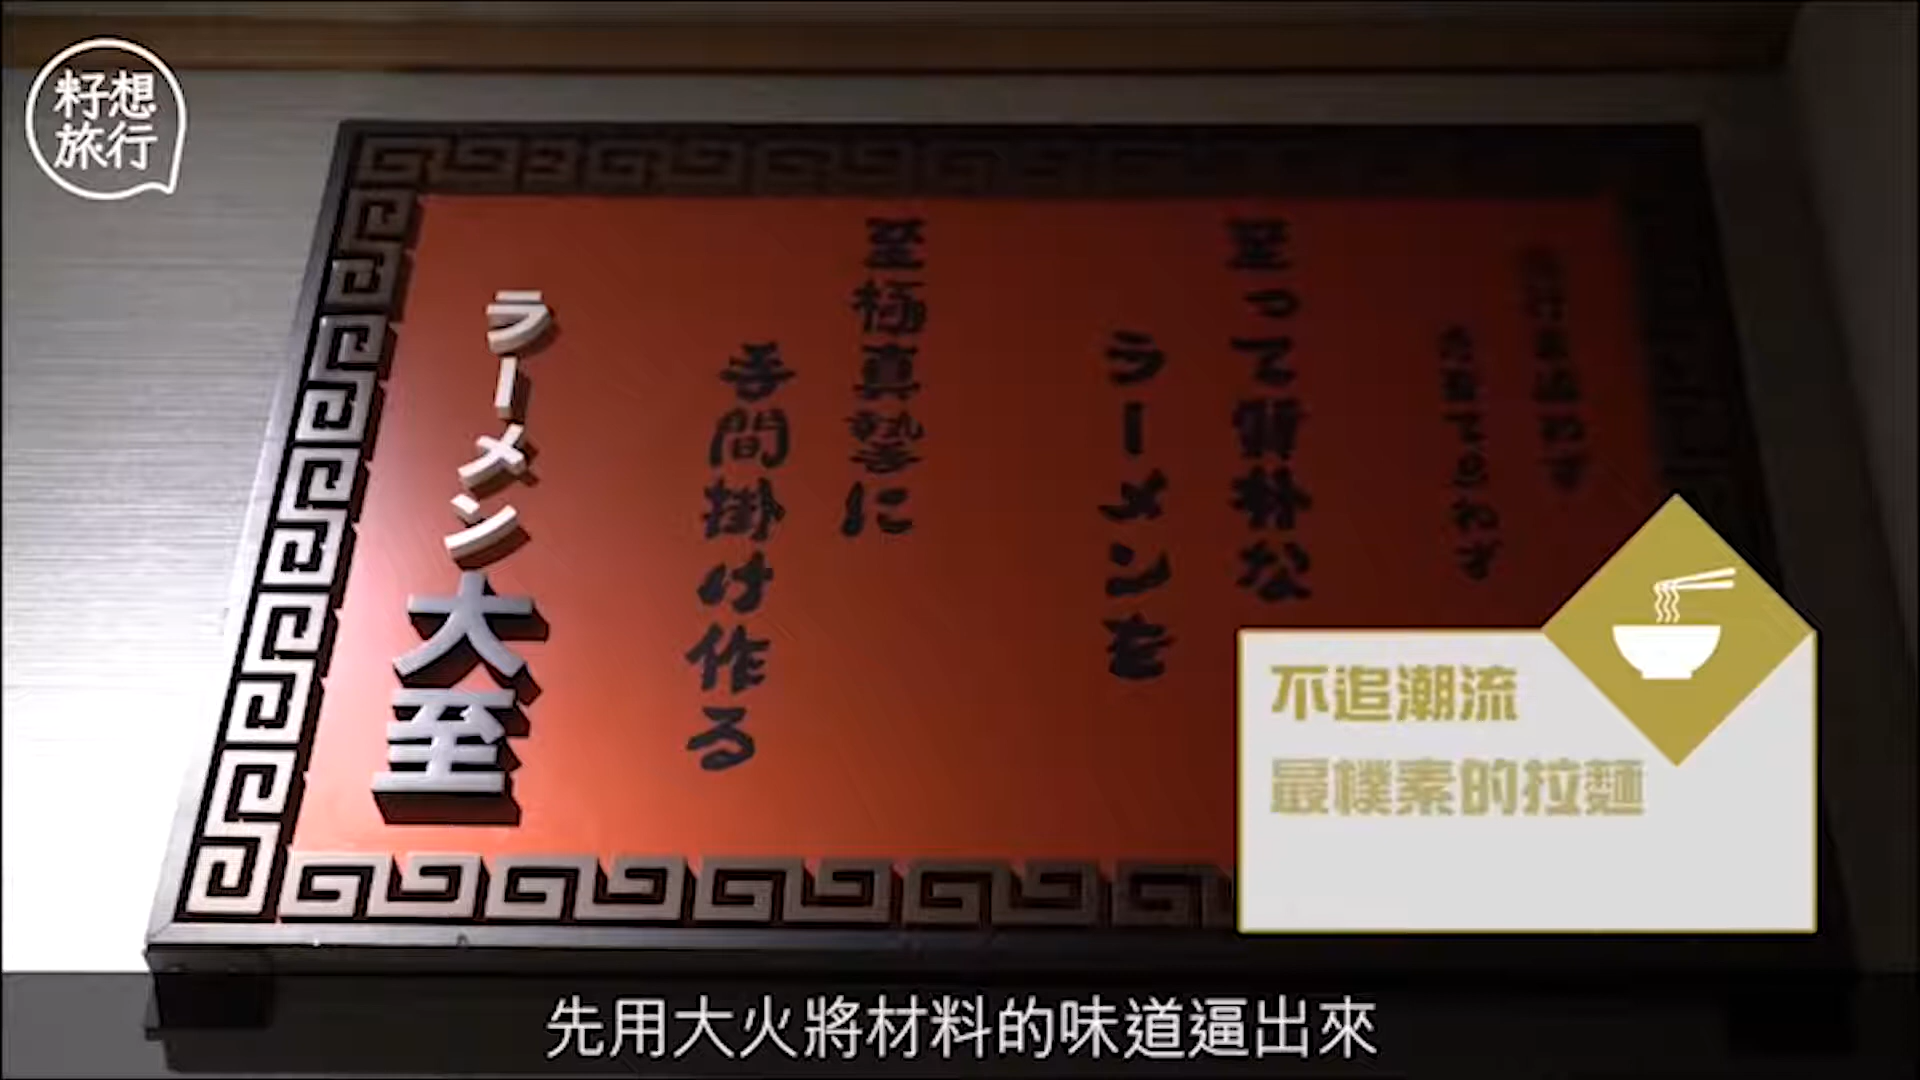 籽想
旅行
至って質朴な
ラーメンを
至極真摯に
手間掛け作る
ラーメン大至
不追潮流
最樸素的拉麵
先用大火將材料的味道逼出來